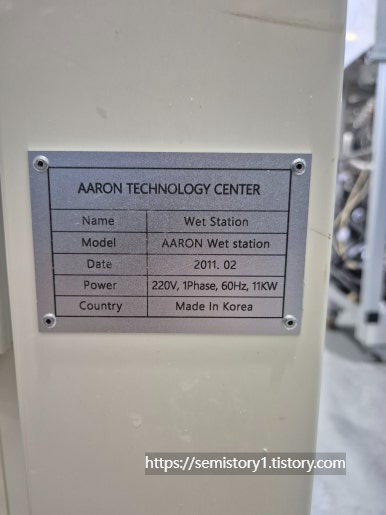 AARON TECHNOLOGY CENTER
Name Wet Station
Model AARON Wet station
Date 2011. 02
Power 220V, 1Phase, 60Hz, 11KW
Country Made In Korea
https://semistory1.tistory.com